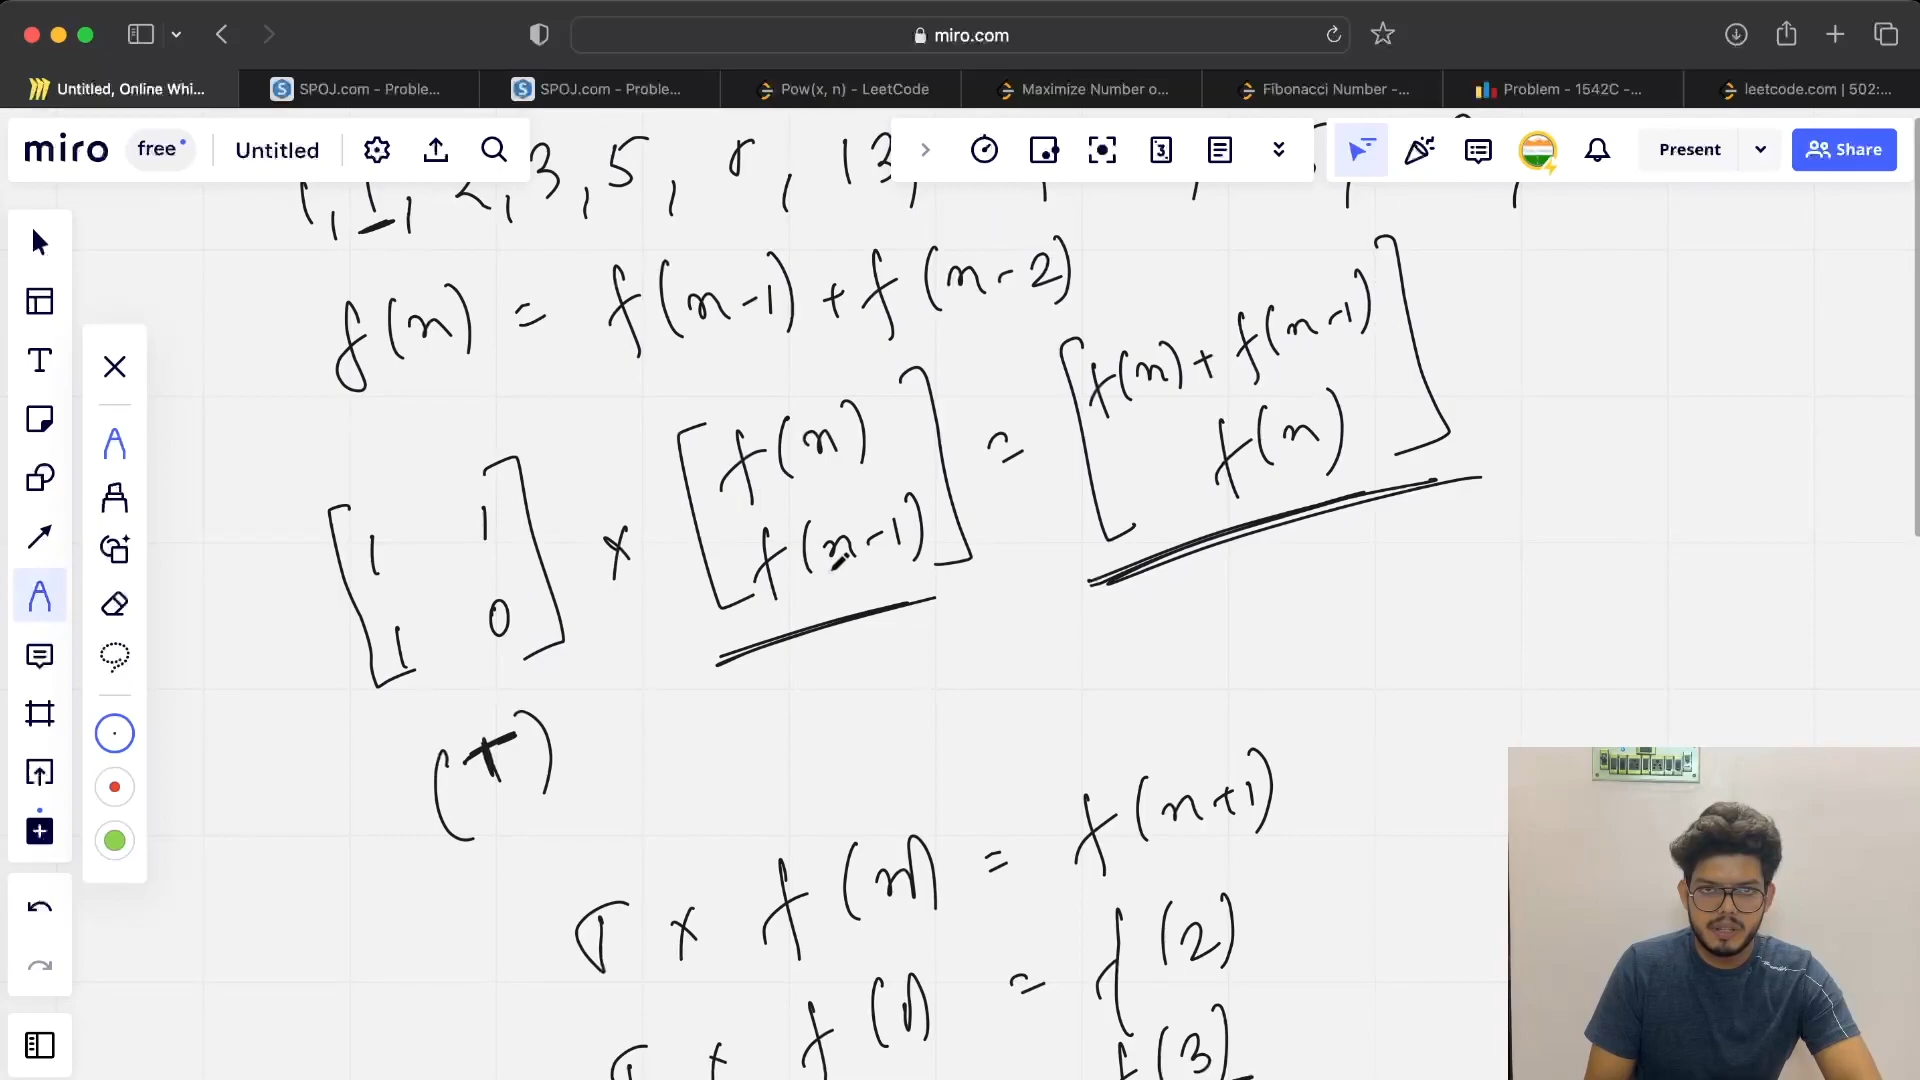 miro.com
Untitled, Online Whi...
SPOJ.com - Proble...
SPOJ.com - Proble...
Pow(x, n) - LeetCode
Maximize Number o...
Fibonacci Number -...
Problem - 1542C -...
leetcode.com | 502:...
miro free Untitled
3
Present
Share
1, 1, 2, 3, 5, 8, 13,
f(n) = f(n-1) + f(n-2)
[1 1
1 0] × [f(n)
f(n-1)] = [f(n) + f(n-1)
f(n)]
(T)
T × f(n) = f(n+1)
T × f(1) = f(2)
f(3)